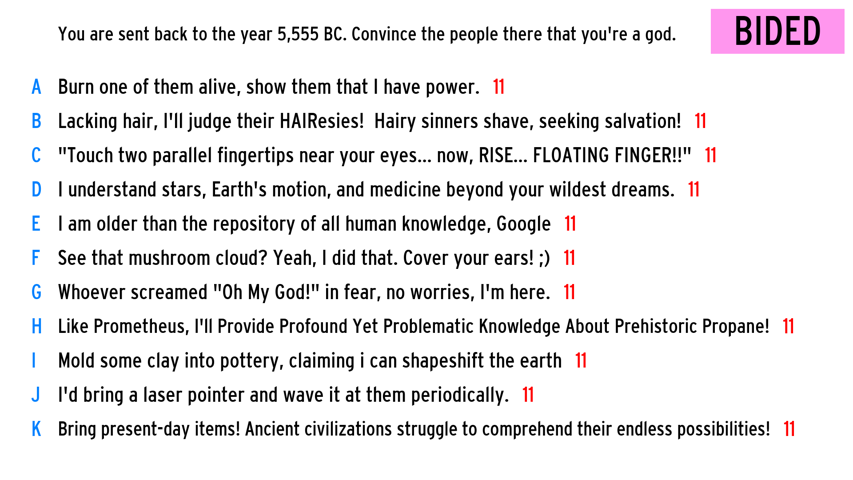 You are sent back to the year 5,555 BC. Convince the people there that you're a god.
BIDED
A Burn one of them alive, show them that I have power. 11
B Lacking hair, I'll judge their HAIResies! Hairy sinners shave, seeking salvation! 11
C "Touch two parallel fingertips near your eyes... now, RISE... FLOATING FINGER!!" 11
D I understand stars, Earth's motion, and medicine beyond your wildest dreams. 11
E I am older than the repository of all human knowledge, Google 11
F See that mushroom cloud? Yeah, I did that. Cover your ears! ;) 11
G Whoever screamed "Oh My God!" in fear, no worries, I'm here. 11
H Like Prometheus, I'll Provide Profound Yet Problematic Knowledge About Prehistoric Propane! 11
I Mold some clay into pottery, claiming i can shapeshift the earth 11
J I'd bring a laser pointer and wave it at them periodically. 11
K Bring present-day items! Ancient civilizations struggle to comprehend their endless possibilities! 11